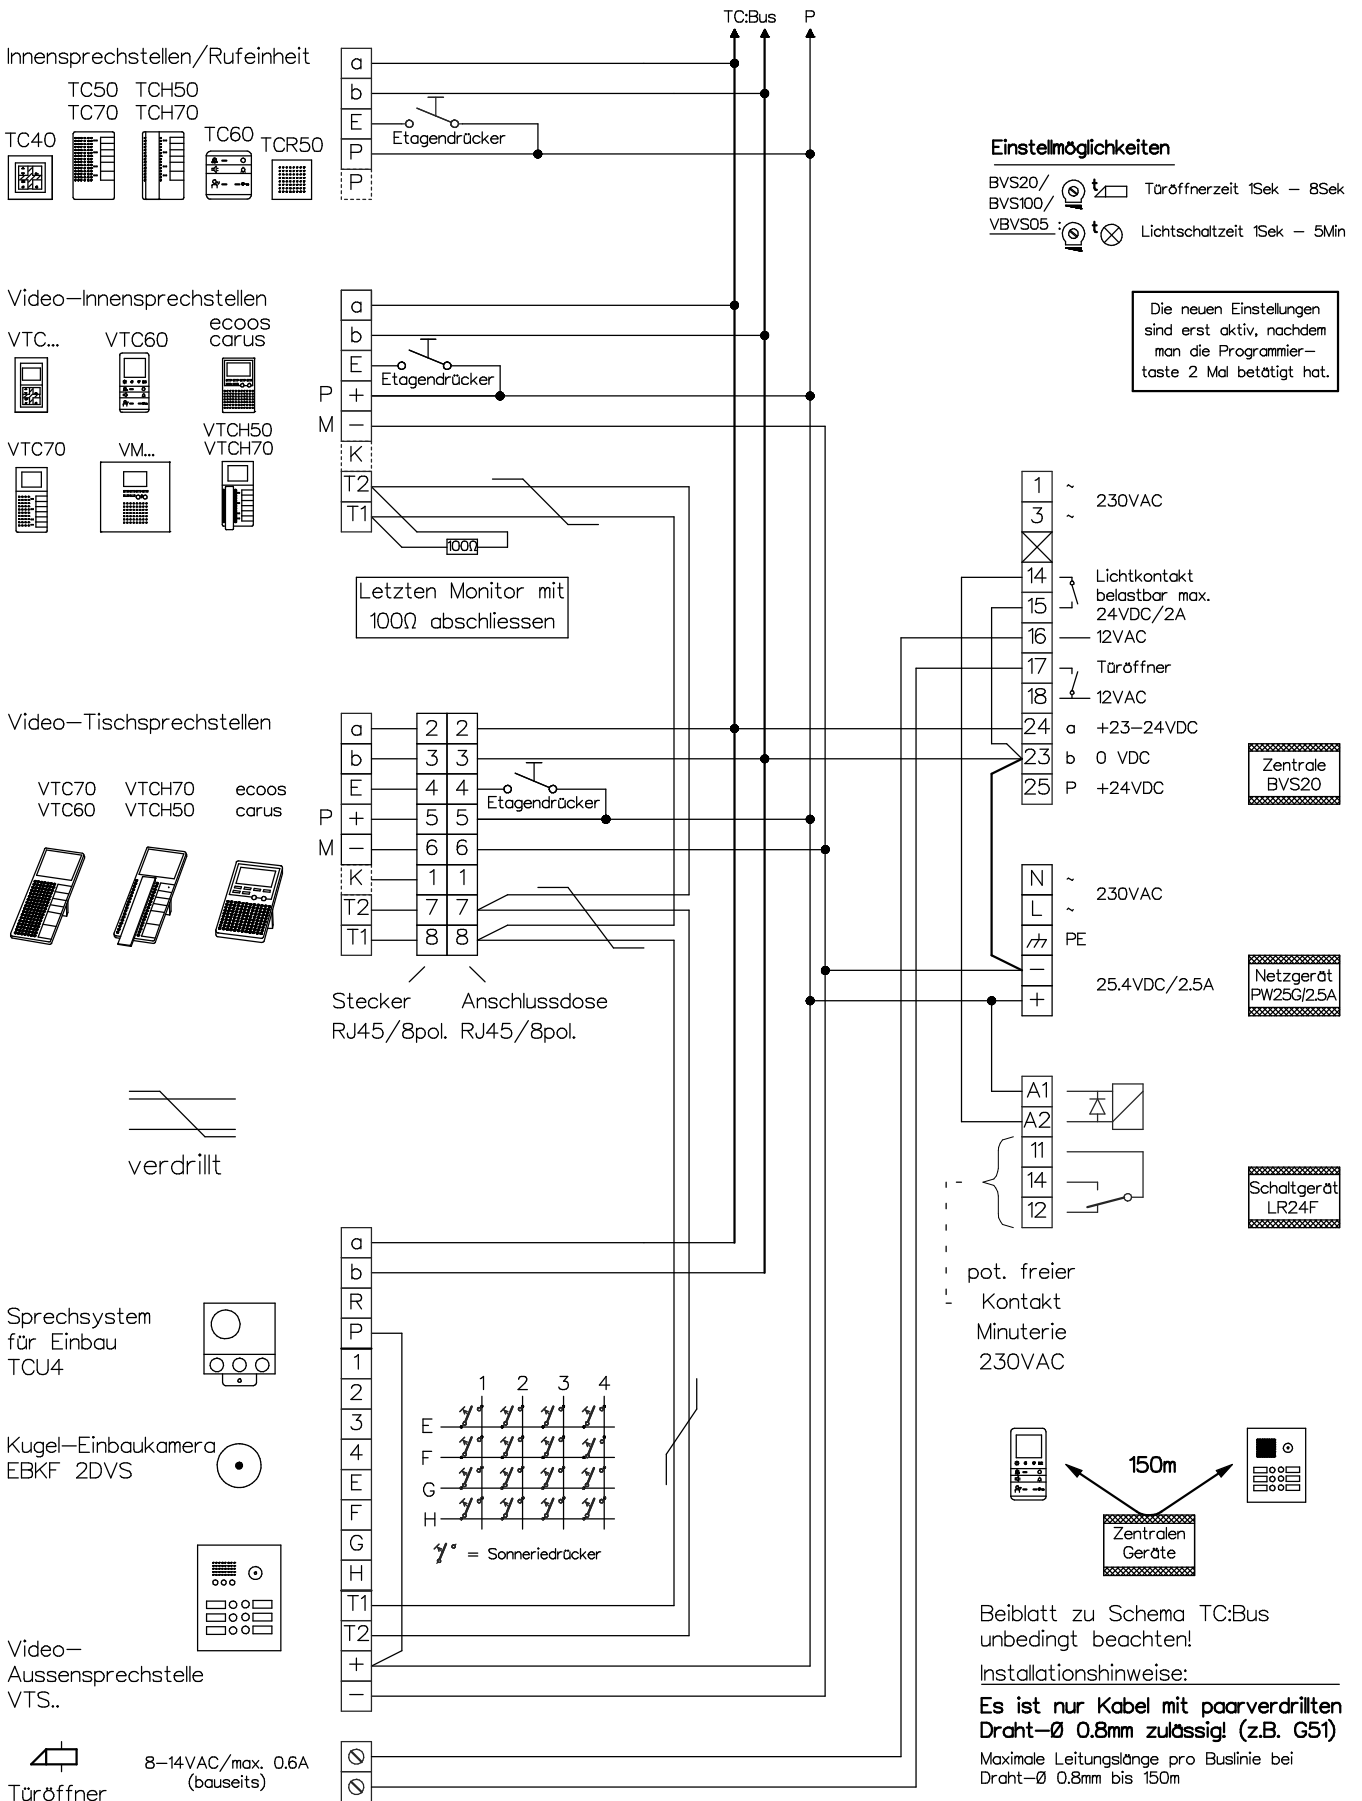 TC:Bus P
Innensprechstellen/Rufeinheit
TC50 TCH50
TC70 TCH70
TC40
TC60
TCR50
a
b
E
P
P
Etagendrücker
Einstellmöglichkeiten
BVS20/
BVS100/
VBVS05 :
t Türöffnerzeit 1Sek – 8Sek
t Lichtschaltzeit 1Sek – 5Min
Die neuen Einstellungen
sind erst aktiv, nachdem
man die Programmier–
taste 2 Mal betätigt hat.
Video–Innensprechstellen
VTC...
VTC60
ecoos
carus
VTC70
VM...
VTCH50
VTCH70
a
b
E
P +
M –
K
T2
T1
Etagendrücker
100Ω
Letzten Monitor mit
100Ω abschliessen
1 ~
230VAC
3 ~
14 Lichtkontakt
belastbar max.
15 24VDC/2A
16 12VAC
17 Türöffner
18 12VAC
24 a +23–24VDC
23 b 0 VDC
25 P +24VDC
Zentrale
BVS20
Video–Tischsprechstellen
VTC70 VTCH70 ecoos
VTC60 VTCH50 carus
a 2 2
b 3 3
E 4 4
P + 5 5
M – 6 6
K 1 1
T2 7 7
T1 8 8
Etagendrücker
Stecker Anschlussdose
RJ45/8pol. RJ45/8pol.
N ~
230VAC
L ~
PE
–
25.4VDC/2.5A
+
Netzgerät
PW25G/2.5A
verdrillt
A1
A2
11
14
12
Schaltgerät
LR24F
pot. freier
Kontakt
Minuterie
230VAC
Sprechsystem
für Einbau
TCU4
Kugel–Einbaukamera
EBKF 2DVS
Video–
Aussensprechstelle
VTS..
a
b
R
P
1
2
3
4
E
F
G
H
T1
T2
+
–
1 2 3 4
E
F
G
H
= Sonneriedrücker
Türöffner
8–14VAC/max. 0.6A
(bauseits)
150m
Zentralen
Geräte
Beiblatt zu Schema TC:Bus
unbedingt beachten!
Installationshinweise:
Es ist nur Kabel mit paarverdrillten
Draht–Ø 0.8mm zulässig! (z.B. G51)
Maximale Leitungslänge pro Buslinie bei
Draht–Ø 0.8mm bis 150m